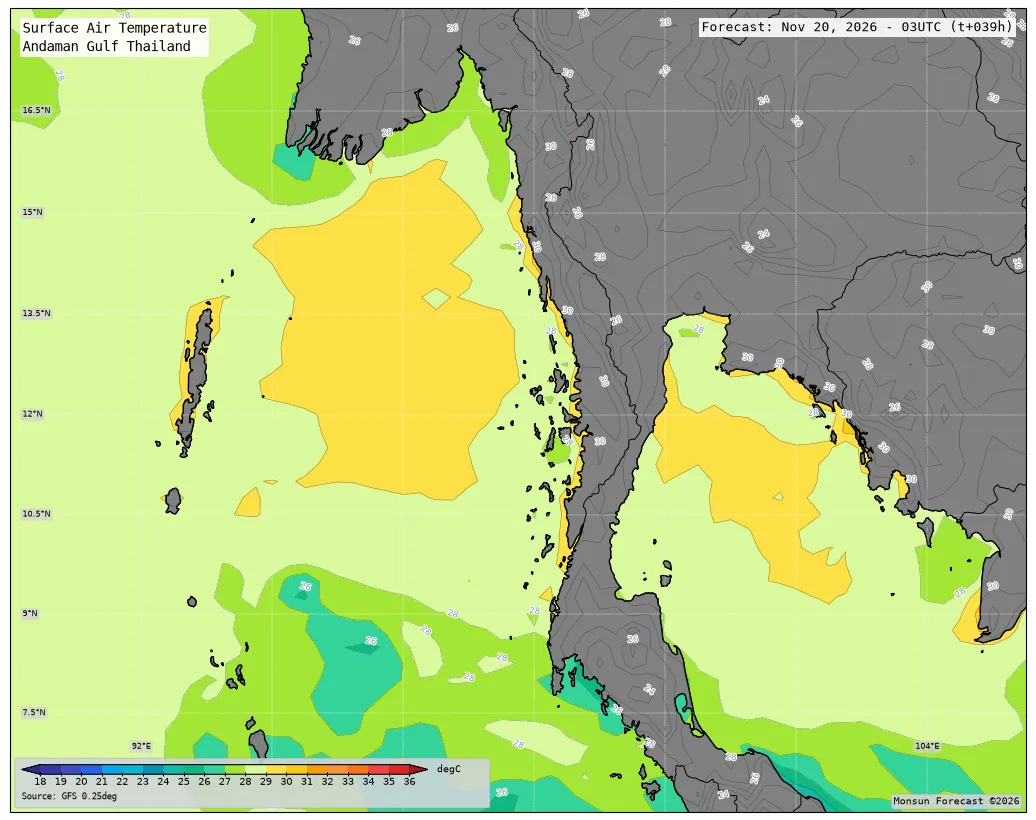 Surface Air Temperature
Andaman Gulf Thailand
Forecast: Nov 20, 2026 - 03UTC (t+039h)
16.5°N
15°N
13.5°N
12°N
10.5°N
9°N
7.5°N
92°E
104°E
degC
18 19 20 21 22 23 24 25 26 27 28 29 30 31 32 33 34 35 36
Source: GFS 0.25deg
Monsun Forecast ©2026